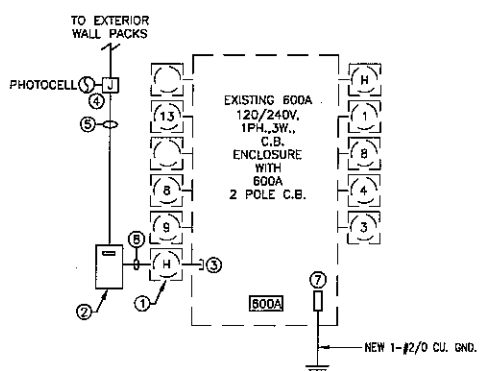 TO EXTERIOR
WALL PACKS
PHOTOCELL
J
4
5
13
8
9
H
6
3
1
2
EXISTING 600A
120/240V,
1PH.,3W.,
C.B.
ENCLOSURE
WITH
600A
2 POLE C.B.
H
1
8
4
3
7
600A
NEW 1-#2/0 CU. GND.